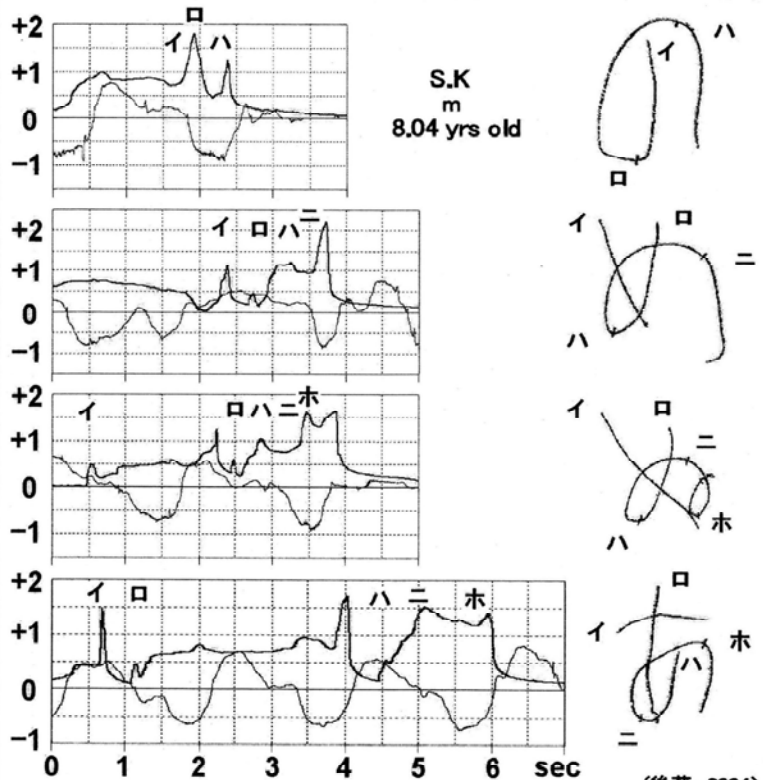 +2
+1
0
−1
イ ロ ハ
S.K
m
8.04 yrs old
イ
ハ
ロ
+2
+1
0
−1
イ ロ ハ ニ
イ
ロ
ニ
ハ
+2
+1
0
−1
イ ロ ハ ニ ホ
イ
ロ
ニ
ハ
ホ
+2
+1
0
−1
イ ロ ハ ニ ホ
ロ
イ
ホ
ハ
ニ
0 1 2 3 4 5 6 sec